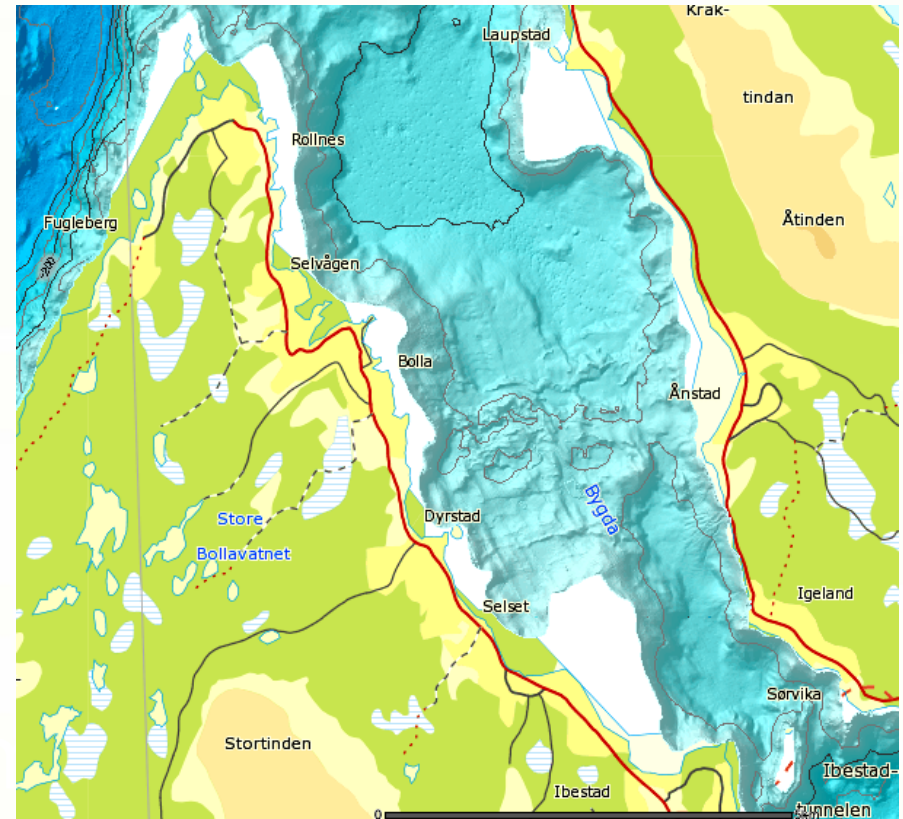 Krak-
Laupstad
tindan
Rollnes
Åtinden
Fugleberg
-200
Selvågen
Bolla
Ånstad
Bygda
Dyrstad
Store
Bollavatnet
Igeland
Selset
Sørvika
Stortinden
Ibestad-
Ibestad
tunnelen
0